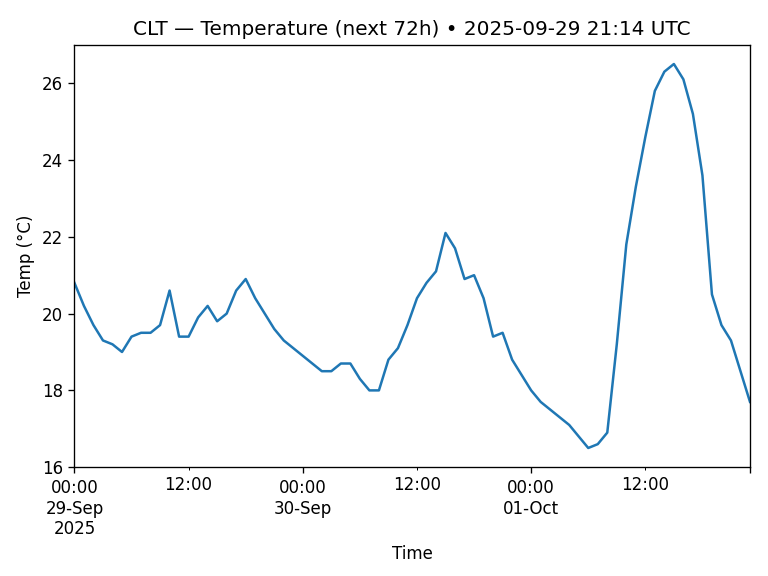 CLT — Temperature (next 72h) • 2025-09-29 21:14 UTC
Temp (°C)
26
24
22
20
18
16
00:00 12:00 00:00 12:00 00:00 12:00
29-Sep 30-Sep 01-Oct
2025
Time